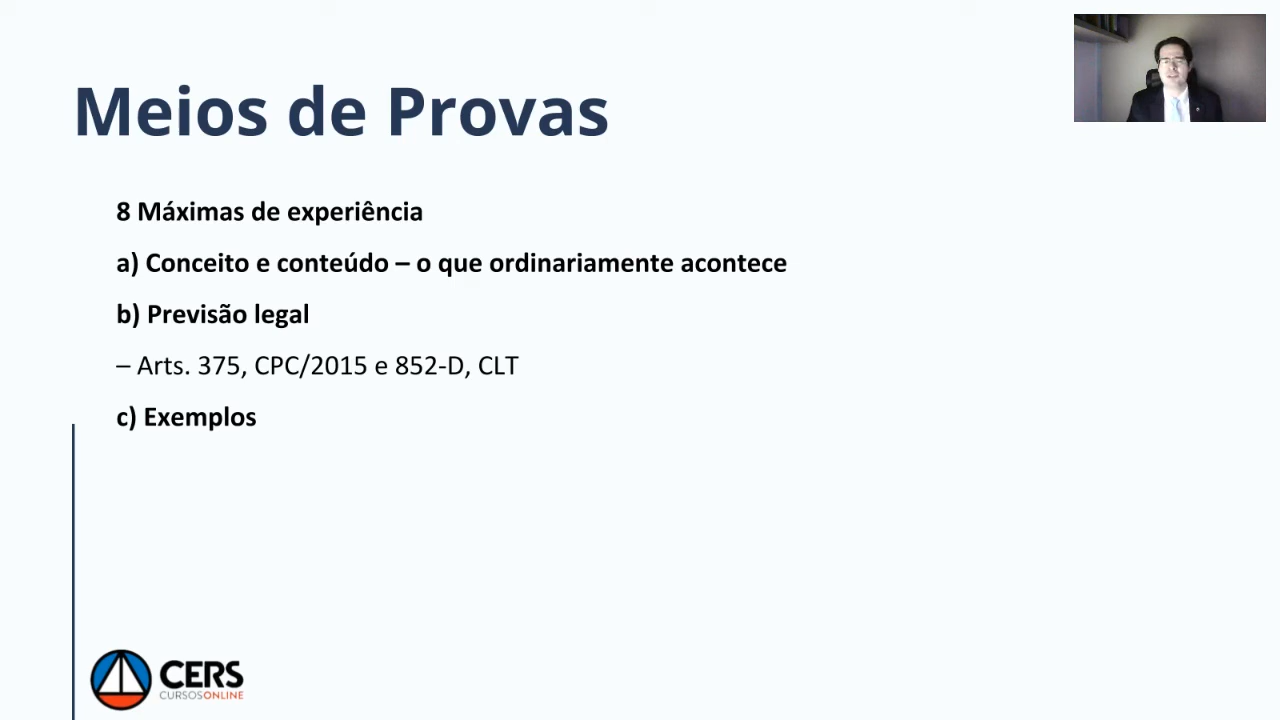 Meios de Provas
8 Máximas de experiência
a) Conceito e conteúdo – o que ordinariamente acontece
b) Previsão legal
– Arts. 375, CPC/2015 e 852-D, CLT
c) Exemplos
CERS
CURSOSONLINE